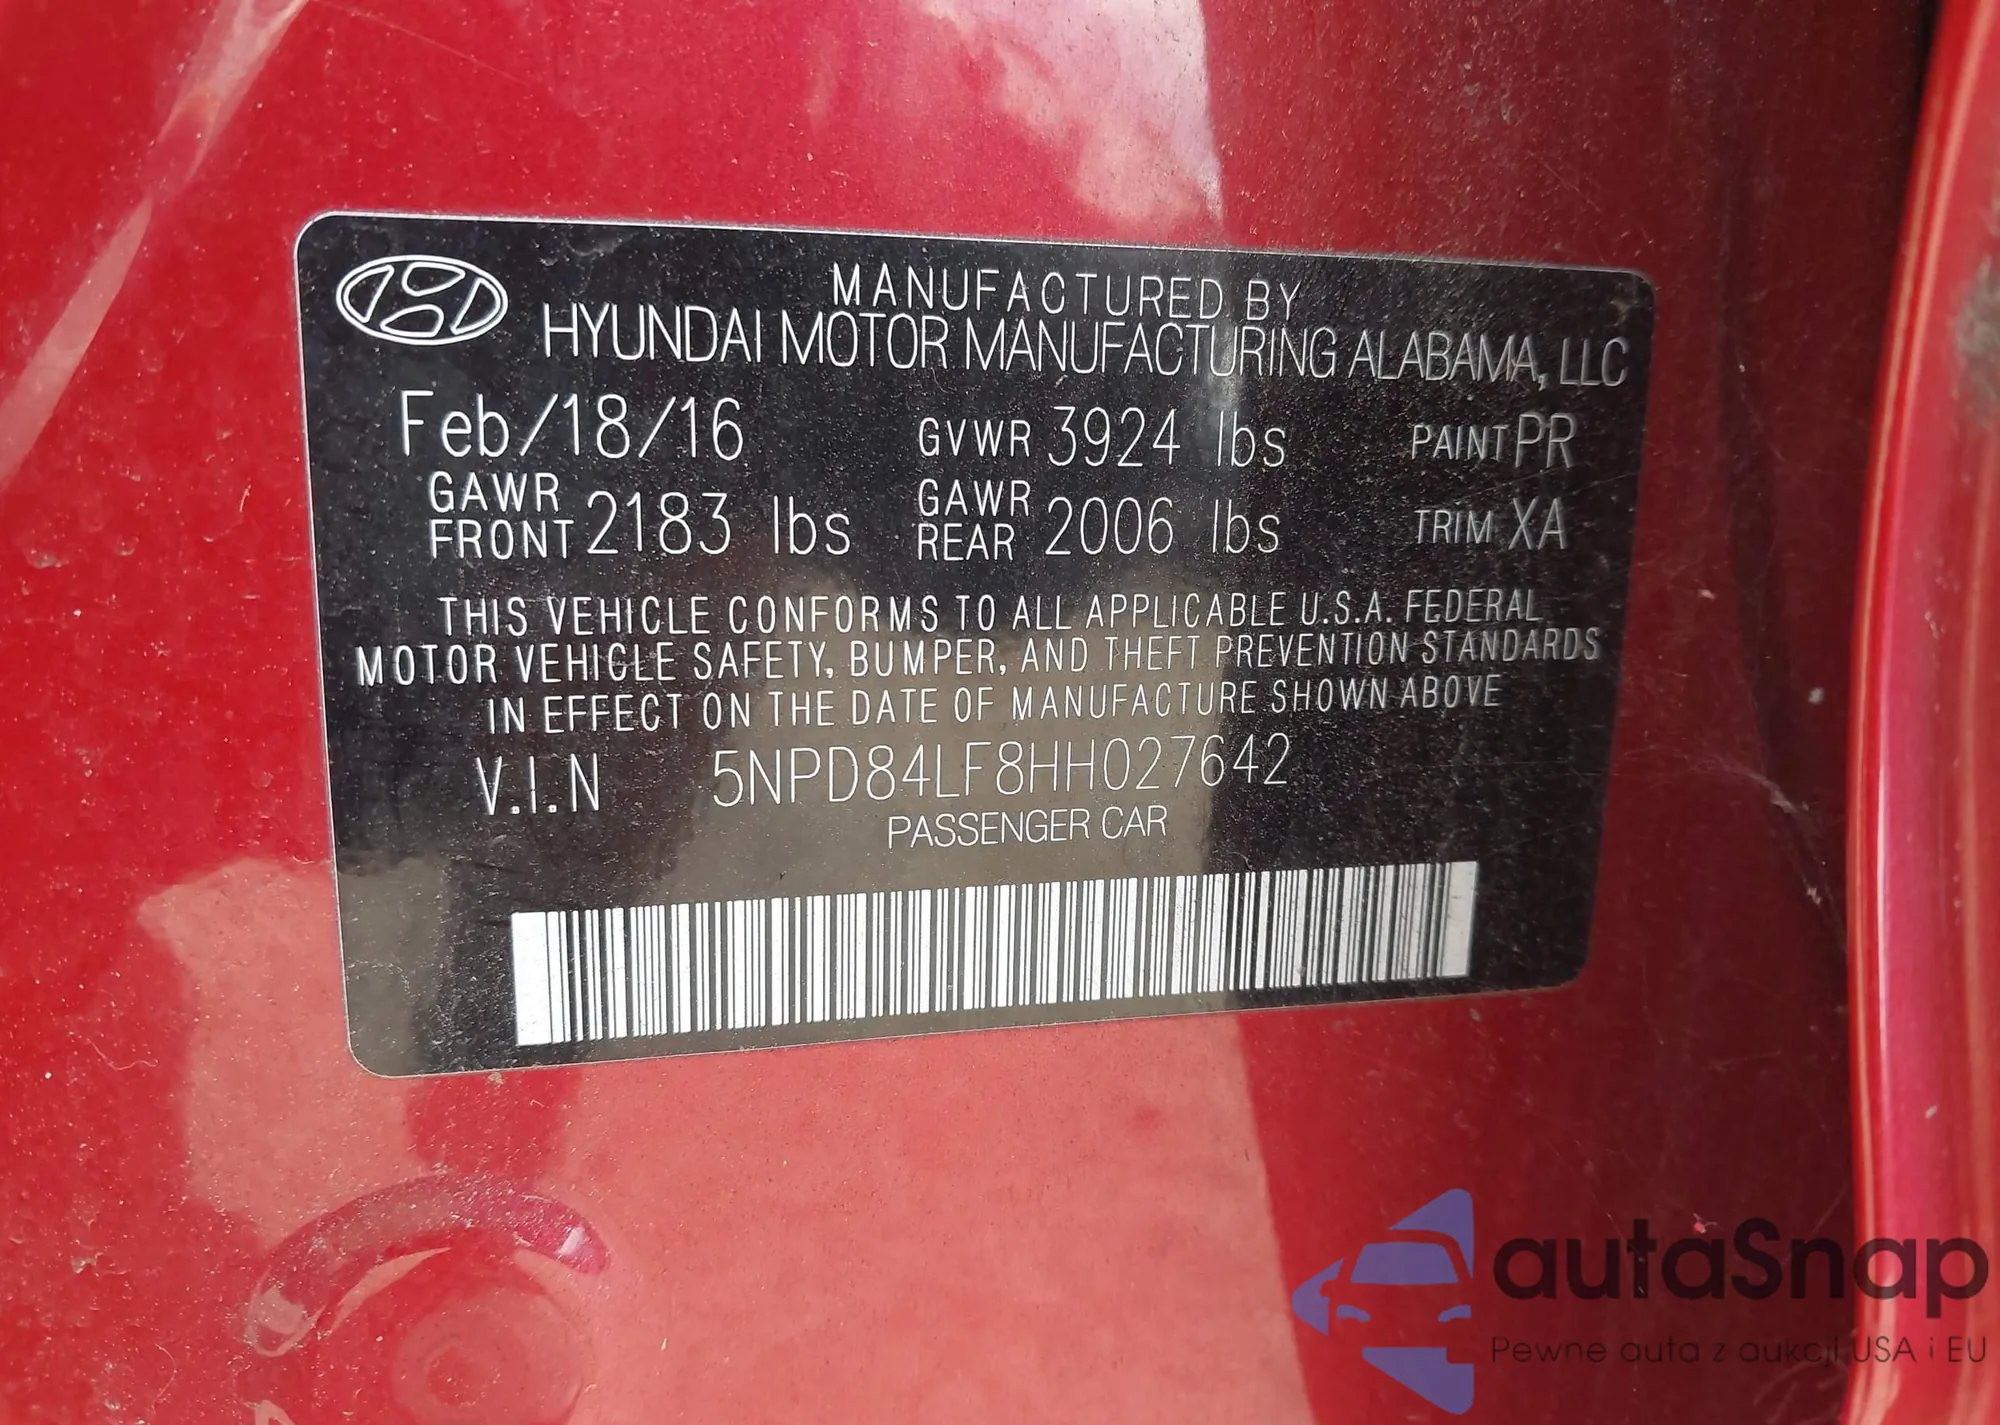 MANUFACTURED BY
HYUNDAI MOTOR MANUFACTURING ALABAMA, LLC
Feb/18/16 GVWR 3924 lbs PAINT PR
GAWR FRONT 2183 lbs GAWR REAR 2006 lbs TRIM XA
THIS VEHICLE CONFORMS TO ALL APPLICABLE U.S.A. FEDERAL
MOTOR VEHICLE SAFETY, BUMPER, AND THEFT PREVENTION STANDARDS
IN EFFECT ON THE DATE OF MANUFACTURE SHOWN ABOVE
V.I.N 5NPD84LF8HH027642
PASSENGER CAR
autaSnap
Pewne auta z aukcji USA i EU